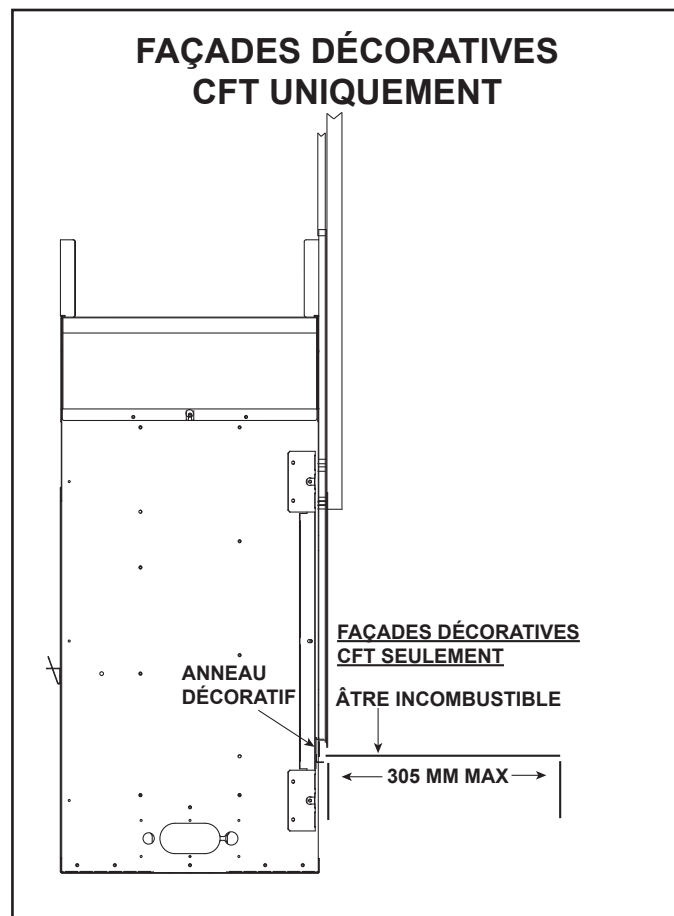 FAÇADES DÉCORATIVES
CFT UNIQUEMENT
FAÇADES DÉCORATIVES
CFT SEULEMENT
ANNEAU
DÉCORATIF
ÂTRE INCOMBUSTIBLE
305 MM MAX